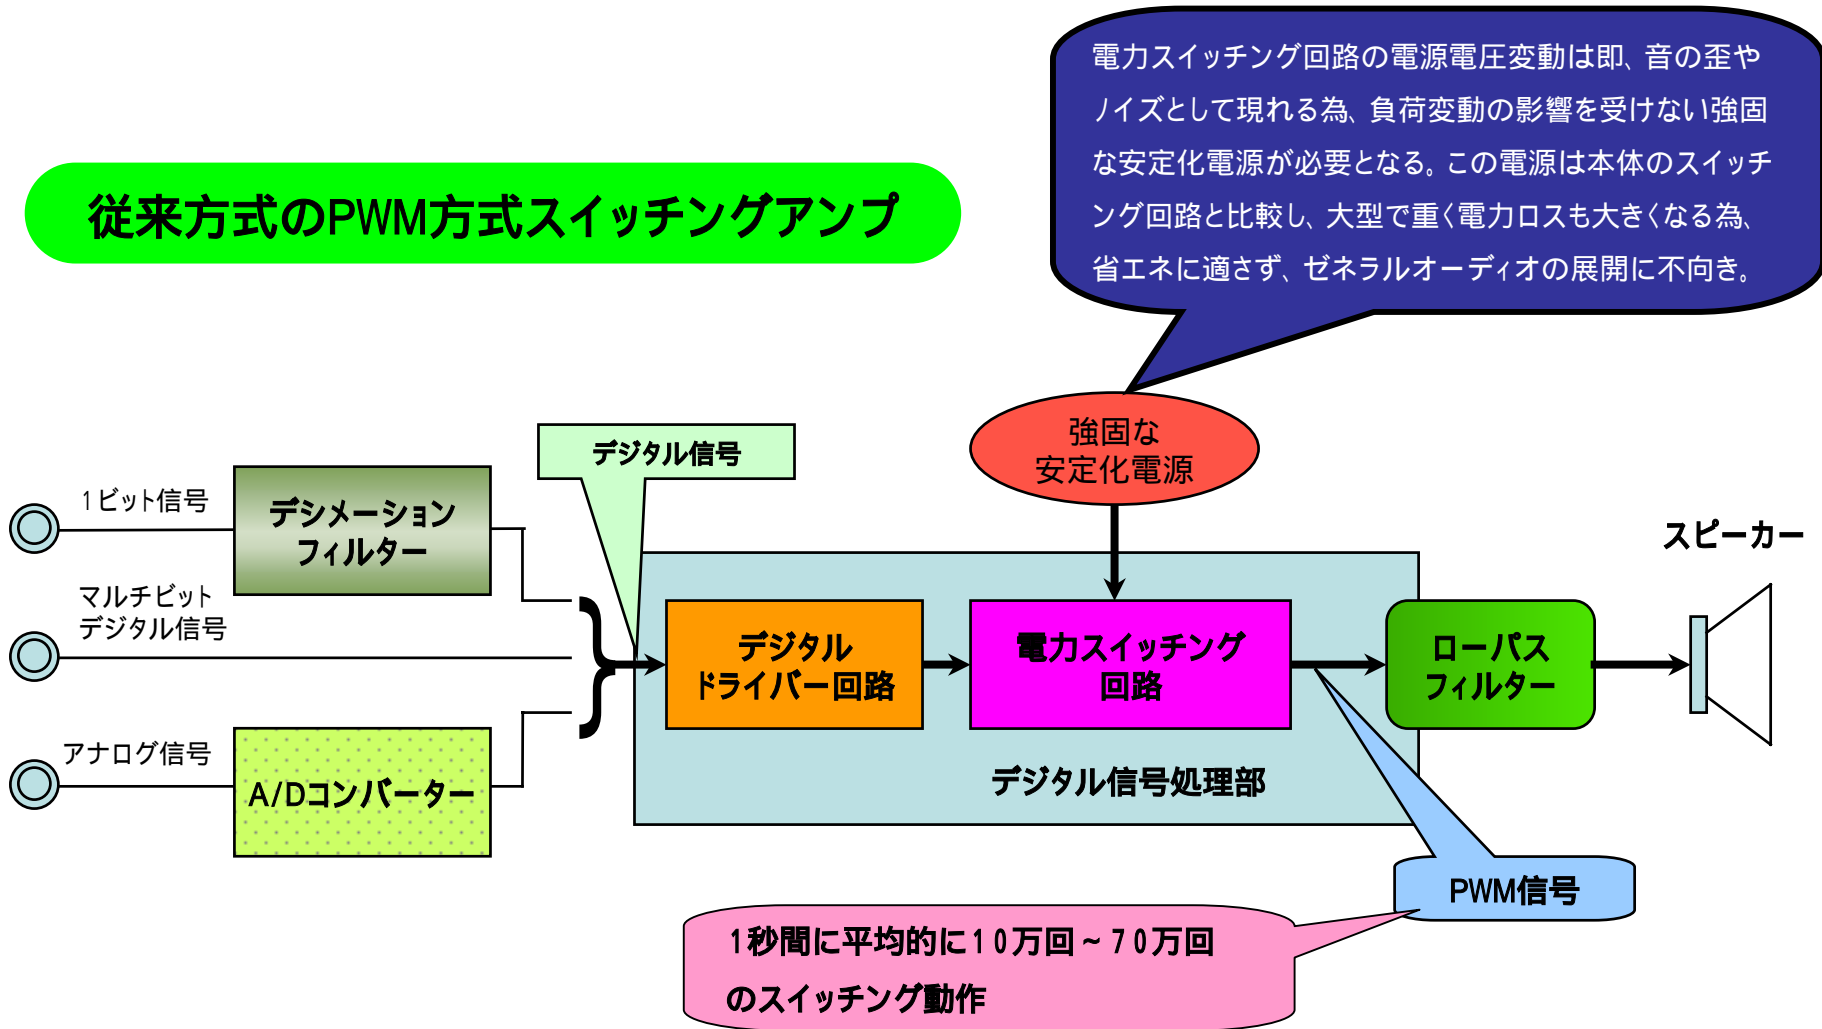 電力スイッチング回路の電源電圧変動は即、音の歪や
ノイズとして現れる為、負荷変動の影響を受けない強固
な安定化電源が必要となる。この電源は本体のスイッチ
ング回路と比較し、大型で重く電力ロスも大きくなる為、
省エネに適さず、ゼネラルオーディオの展開に不向き。
従来方式のPWM方式スイッチングアンプ
強固な
安定化電源
デジタル信号
1ビット信号
デシメーション
フィルター
スピーカー
マルチビット
デジタル信号
デジタル
ドライバー回路
電力スイッチング
回路
ローパス
フィルター
アナログ信号
A/Dコンバーター
デジタル信号処理部
PWM信号
1秒間に平均的に10万回~70万回
のスイッチング動作